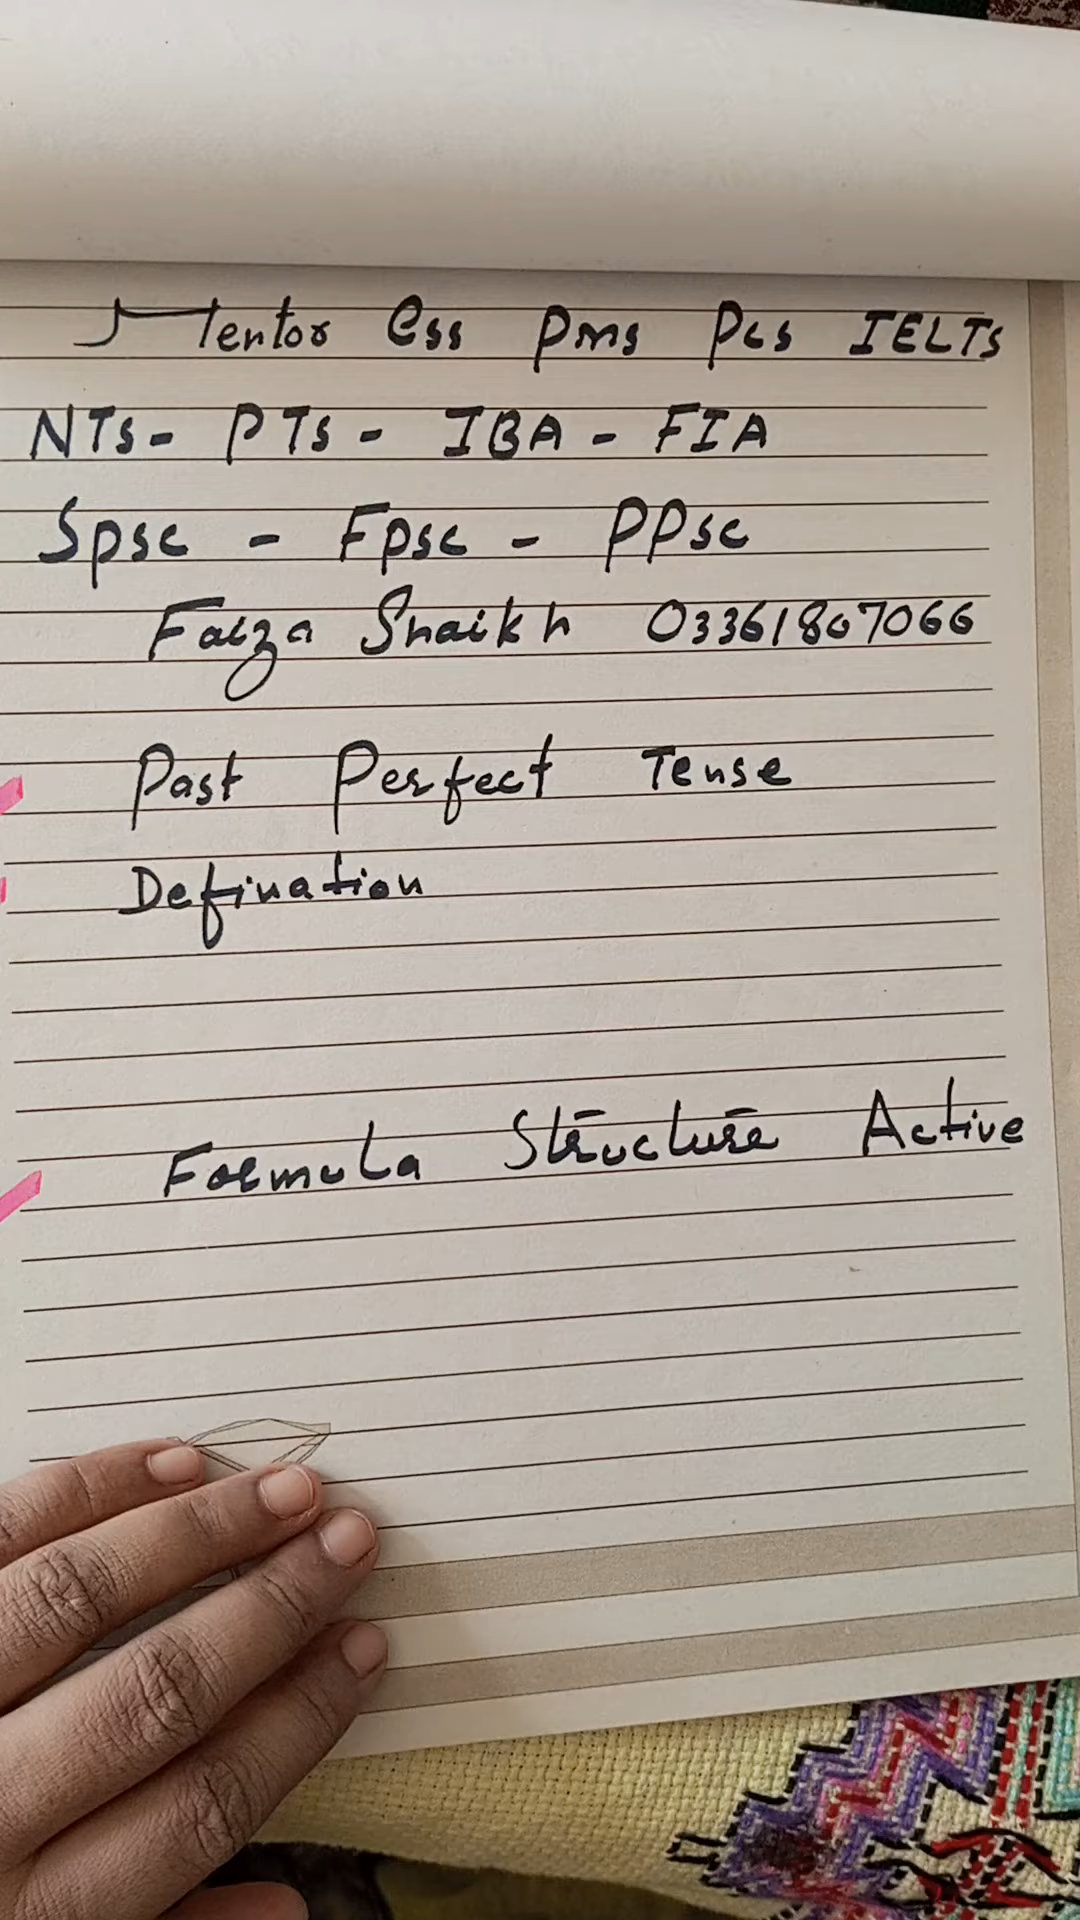 Mentor Css Pms Pcs IELTS
NTS - PTS - IBA - FIA
Spsc - Fpsc - PPsc
Faiza Shaikh 03361807066
Past Perfect Tense
Defination
Formula Structure Active